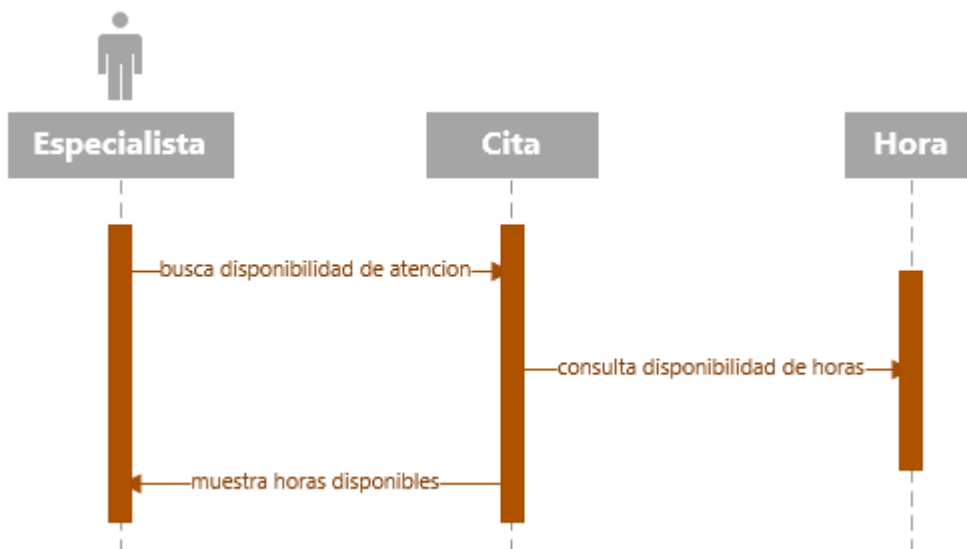 Especialista
Cita
Hora
busca disponibilidad de atencion
consulta disponibilidad de horas
muestra horas disponibles